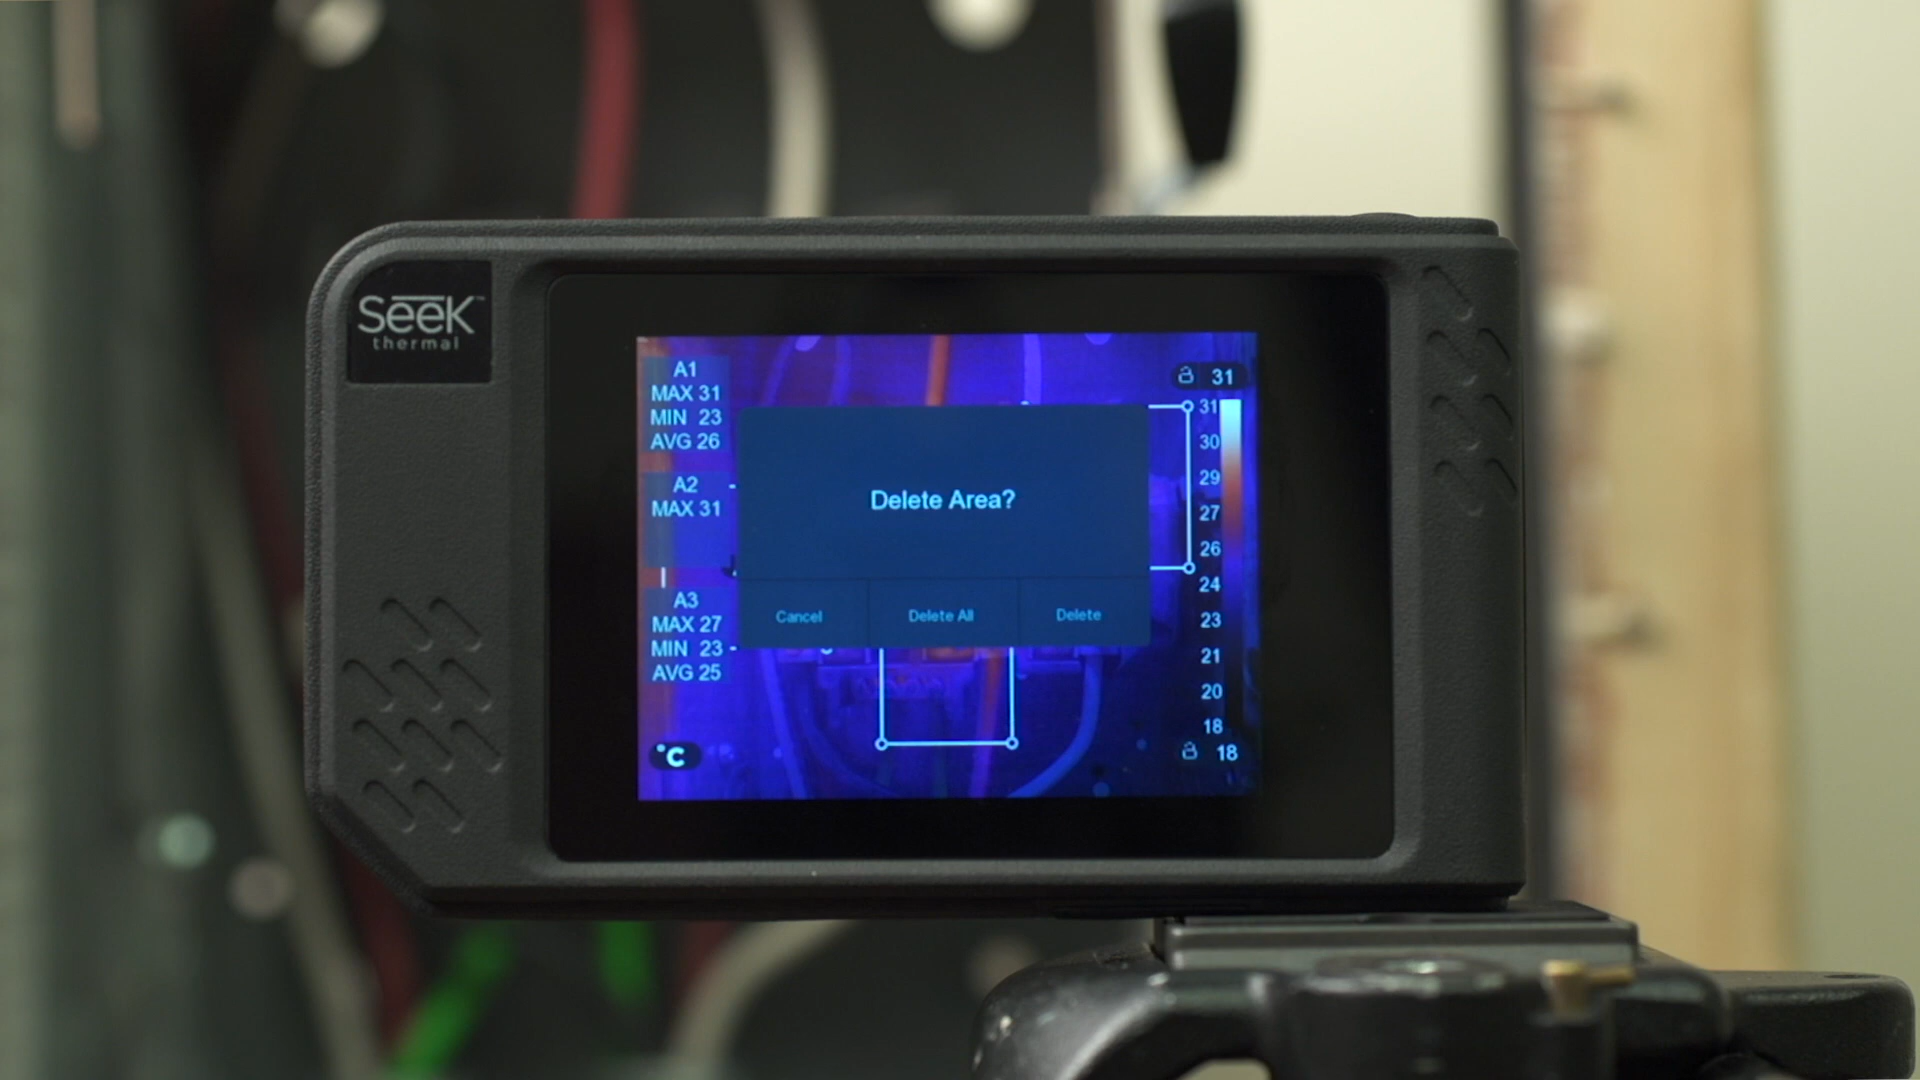 Seek™
thermal
A1
MAX 31
MIN 23
AVG 26
A2
MAX 31
A3
MAX 27
MIN 23
AVG 25
°C
Delete Area?
Cancel
Delete All
Delete
31
31
30
29
27
26
24
23
21
20
18
18